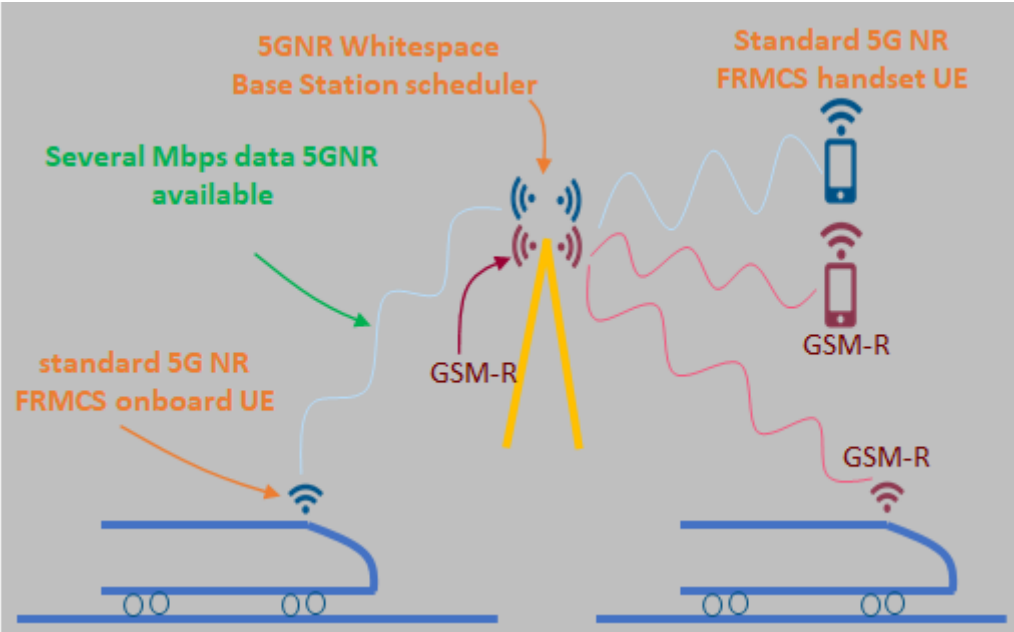 5GNR Whitespace
Base Station scheduler
Standard 5G NR
FRMCS handset UE
Several Mbps data 5GNR
available
standard 5G NR
FRMCS onboard UE
GSM-R
GSM-R
GSM-R